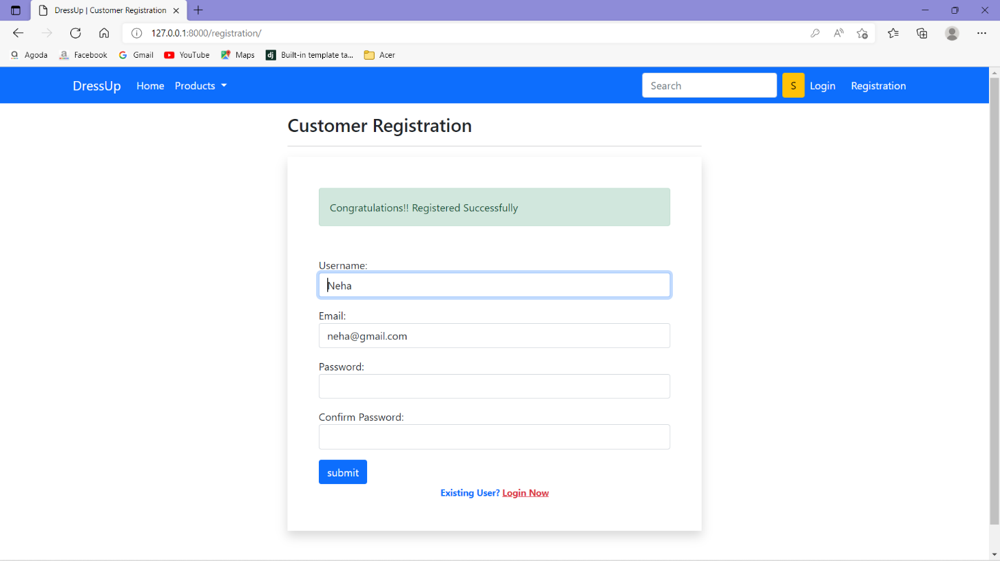 DressUp | Customer Registration
127.0.0.1:8000/registration/
Agoda Facebook Gmail YouTube Maps dj Built-in template ta... Acer
DressUp Home Products Search S Login Registration
Customer Registration
Congratulations!! Registered Successfully
Username:
Neha
Email:
neha@gmail.com
Password:
Confirm Password:
submit
Existing User? Login Now